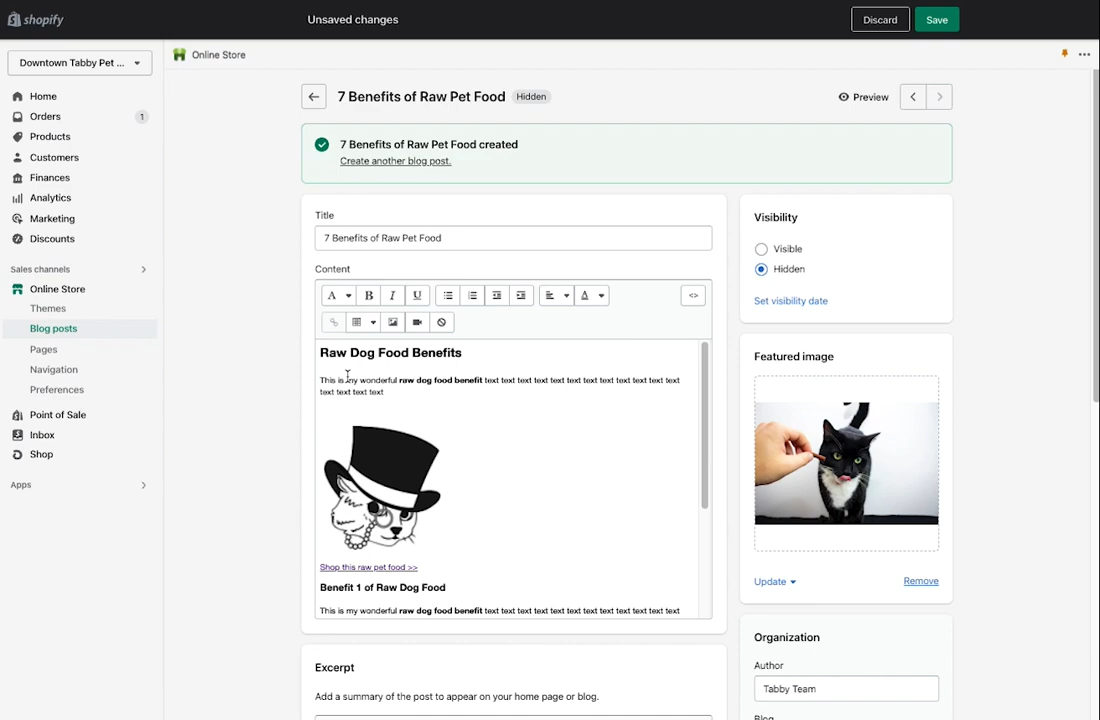 shopify
Unsaved changes
Discard
Save
Downtown Tabby Pet ...
Online Store
Home
Orders
1
Products
Customers
Finances
Analytics
Marketing
Discounts
Sales channels
Online Store
Themes
Blog posts
Pages
Navigation
Preferences
Point of Sale
Inbox
Shop
Apps
7 Benefits of Raw Pet Food
Hidden
Preview
7 Benefits of Raw Pet Food created
Create another blog post.
Title
7 Benefits of Raw Pet Food
Content
A
B
I
U
A
<>
Raw Dog Food Benefits
This is my wonderful raw dog food benefit text text text text text text text text text text text text
text text text text
Shop this raw pet food >>
Benefit 1 of Raw Dog Food
This is my wonderful raw dog food benefit text text text text text text text text text text text text
Excerpt
Add a summary of the post to appear on your home page or blog.
Visibility
Visible
Hidden
Set visibility date
Featured image
Update
Remove
Organization
Author
Tabby Team
Blog